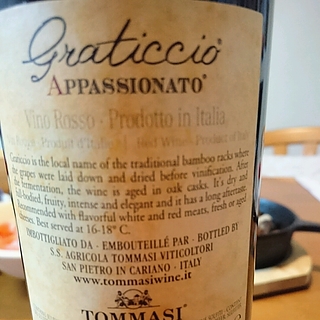 Graticcio®
APPASSIONATO®
Vino Rosso · Prodotto in Italia
Produit d'Italie Red Wine Product of
Graticcio is the local name of the traditional bamboo racks where
the grapes were laid down and dried before vinification. After
the fermentation, the wine is aged in oak casks. It's dry and
full-bodied, fruity, intense and elegant and it has a long aftertaste.
Recommended with flavorful white and red meats, fresh or aged
cheeses. Best served at 16-18° C.
IMBOTTIGLIATO DA - EMBOUTEILLÉ PAR - BOTTLED BY
S.S. AGRICOLA TOMMASI VITICOLTORI
SAN PIETRO IN CARIANO - ITALY
www.tommasiwine.it
TOMMASI